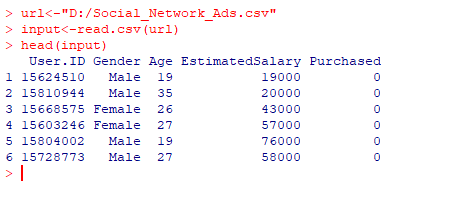 > url<-"D:/Social_Network_Ads.csv"
> input<-read.csv(url)
> head(input)
   User.ID Gender Age EstimatedSalary Purchased
1 15624510   Male  19           19000         0
2 15810944   Male  35           20000         0
3 15668575 Female  26           43000         0
4 15603246 Female  27           57000         0
5 15804002   Male  19           76000         0
6 15728773   Male  27           58000         0
>